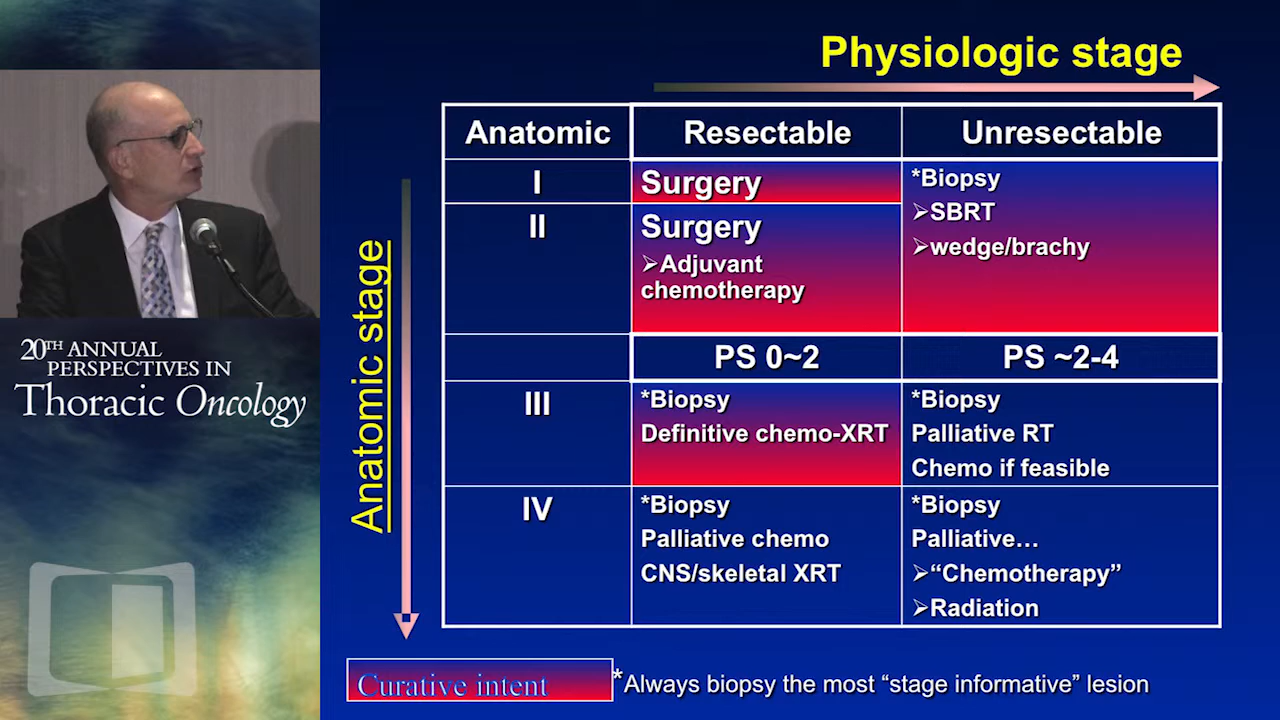 Physiologic stage
Anatomic stage
Anatomic
Resectable
Unresectable
I
Surgery
*Biopsy
➢SBRT
➢wedge/brachy
II
Surgery
➢Adjuvant
chemotherapy
PS 0~2
PS ~2-4
III
*Biopsy
Definitive chemo-XRT
*Biopsy
Palliative RT
Chemo if feasible
IV
*Biopsy
Palliative chemo
CNS/skeletal XRT
*Biopsy
Palliative…
➢“Chemotherapy”
➢Radiation
Curative intent
*Always biopsy the most “stage informative” lesion
20TH ANNUAL
PERSPECTIVES IN
Thoracic Oncology